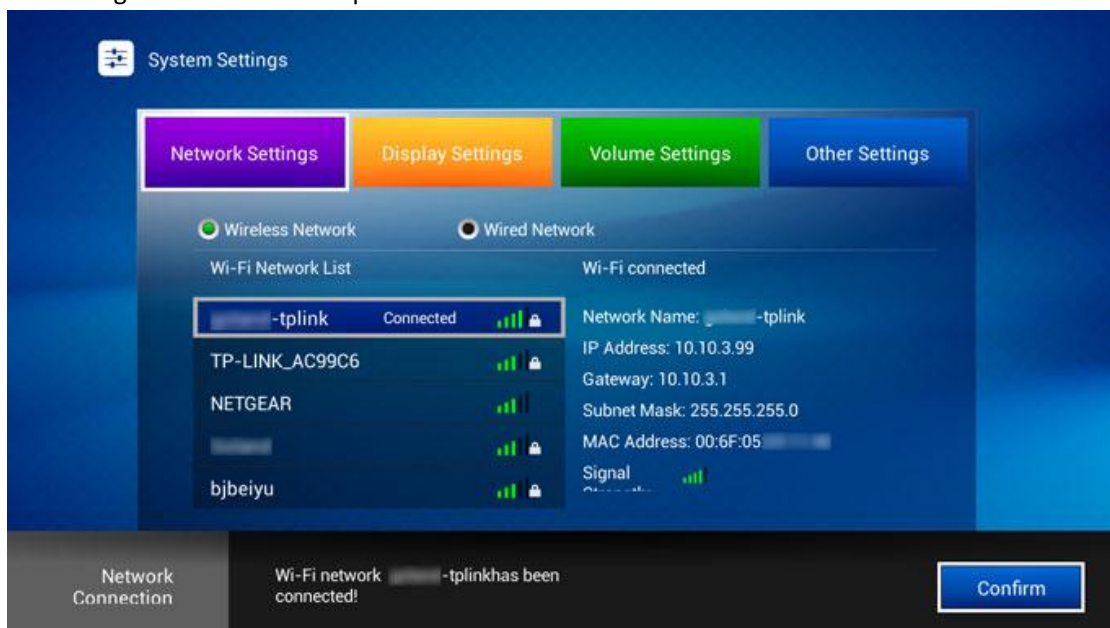 System Settings
Network Settings
Display Settings
Volume Settings
Other Settings
Wireless Network
Wired Network
Wi-Fi Network List
Wi-Fi connected
-tplink Connected
TP-LINK_AC99C6
NETGEAR
bjbeiyu
Network Name: -tplink
IP Address: 10.10.3.99
Gateway: 10.10.3.1
Subnet Mask: 255.255.255.0
MAC Address: 00:6F:05
Signal
Network
Connection
Wi-Fi network -tplinkhas been
connected!
Confirm